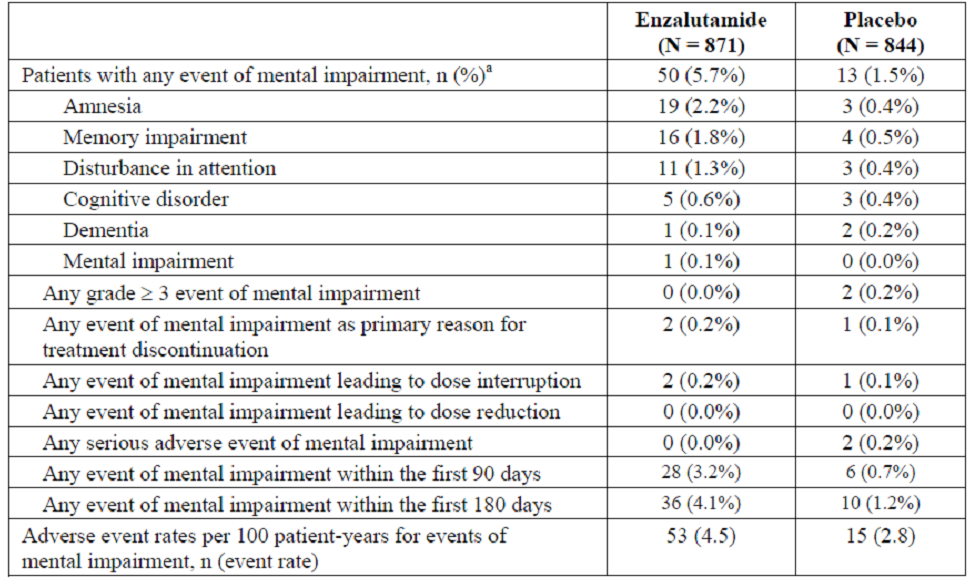 Enzalutamide Placebo
(N = 871) (N = 844)
Patients with any event of mental impairment, n (%)a 50 (5.7%) 13 (1.5%)
Amnesia 19 (2.2%) 3 (0.4%)
Memory impairment 16 (1.8%) 4 (0.5%)
Disturbance in attention 11 (1.3%) 3 (0.4%)
Cognitive disorder 5 (0.6%) 3 (0.4%)
Dementia 1 (0.1%) 2 (0.2%)
Mental impairment 1 (0.1%) 0 (0.0%)
Any grade ≥ 3 event of mental impairment 0 (0.0%) 2 (0.2%)
Any event of mental impairment as primary reason for 2 (0.2%) 1 (0.1%)
treatment discontinuation
Any event of mental impairment leading to dose interruption 2 (0.2%) 1 (0.1%)
Any event of mental impairment leading to dose reduction 0 (0.0%) 0 (0.0%)
Any serious adverse event of mental impairment 0 (0.0%) 2 (0.2%)
Any event of mental impairment within the first 90 days 28 (3.2%) 6 (0.7%)
Any event of mental impairment within the first 180 days 36 (4.1%) 10 (1.2%)
Adverse event rates per 100 patient-years for events of 53 (4.5) 15 (2.8)
mental impairment, n (event rate)